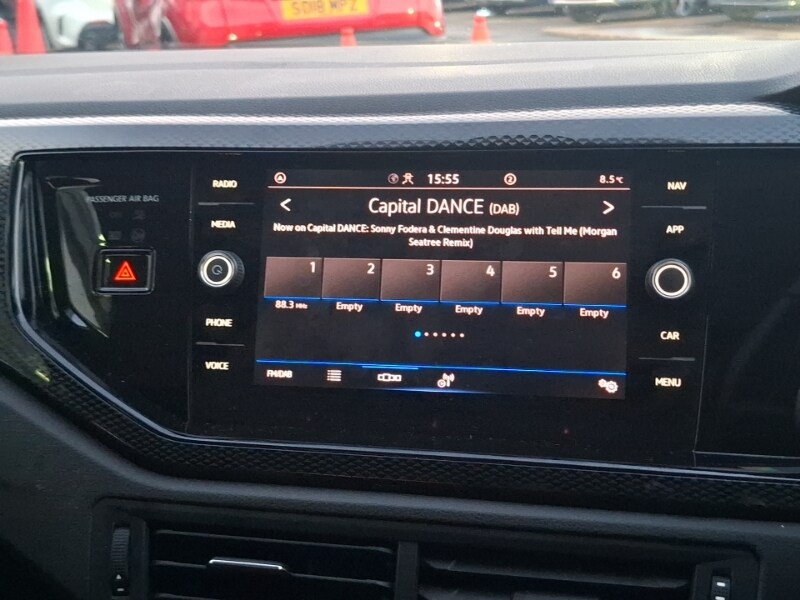 SD18 MPZ
PASSENGER AIR BAG
RADIO
MEDIA
PHONE
VOICE
15:55
2
8.5°C
< Capital DANCE (DAB) >
Now on Capital DANCE: Sonny Fodera & Clementine Douglas with Tell Me (Morgan
Seatree Remix)
1 2 3 4 5 6
88.3 MHz Empty Empty Empty Empty Empty
FM/DAB
NAV
APP
CAR
MENU